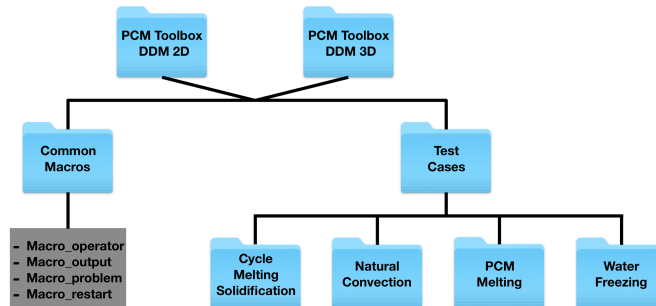 PCM Toolbox
DDM 2D
PCM Toolbox
DDM 3D
Common
Macros
Test
Cases
- Macro_operator
- Macro_output
- Macro_problem
- Macro_restart
Cycle
Melting
Solidification
Natural
Convection
PCM
Melting
Water
Freezing